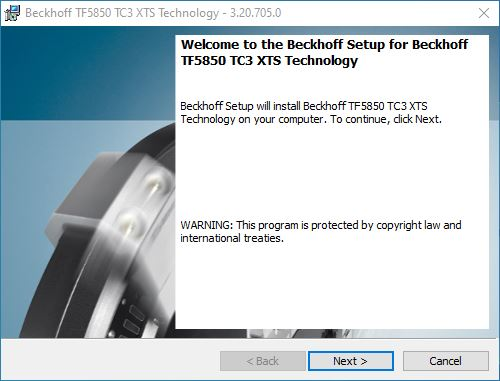 Beckhoff TF5850 TC3 XTS Technology - 3.20.705.0
Welcome to the Beckhoff Setup for Beckhoff
TF5850 TC3 XTS Technology
Beckhoff Setup will install Beckhoff TF5850 TC3 XTS
Technology on your computer. To continue, click Next.
WARNING: This program is protected by copyright law and
international treaties.
< Back
Next >
Cancel